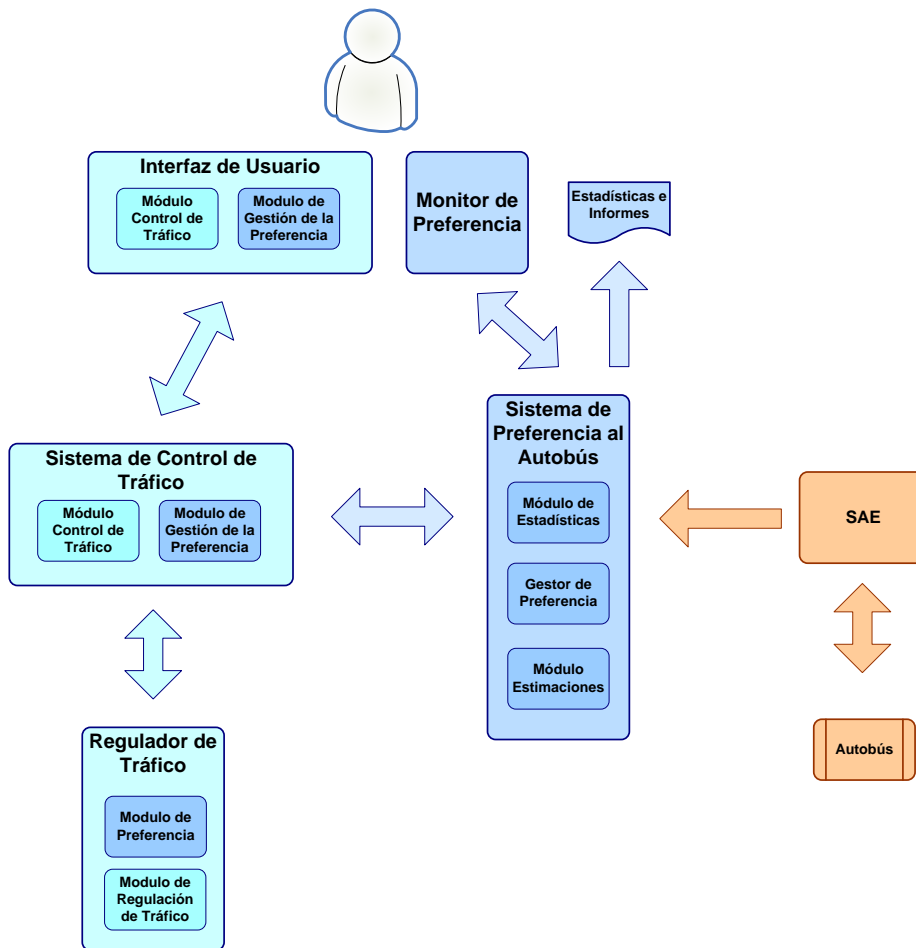 Interfaz de Usuario
Módulo
Control de
Tráfico
Modulo de
Gestión de la
Preferencia
Monitor de
Preferencia
Estadísticas e
Informes
Sistema de Control de
Tráfico
Módulo
Control de
Tráfico
Modulo de
Gestión de la
Preferencia
Sistema de
Preferencia al
Autobús
Módulo de
Estadísticas
Gestor de
Preferencia
Módulo
Estimaciones
SAE
Autobús
Regulador de
Tráfico
Modulo de
Preferencia
Modulo de
Regulación
de Tráfico